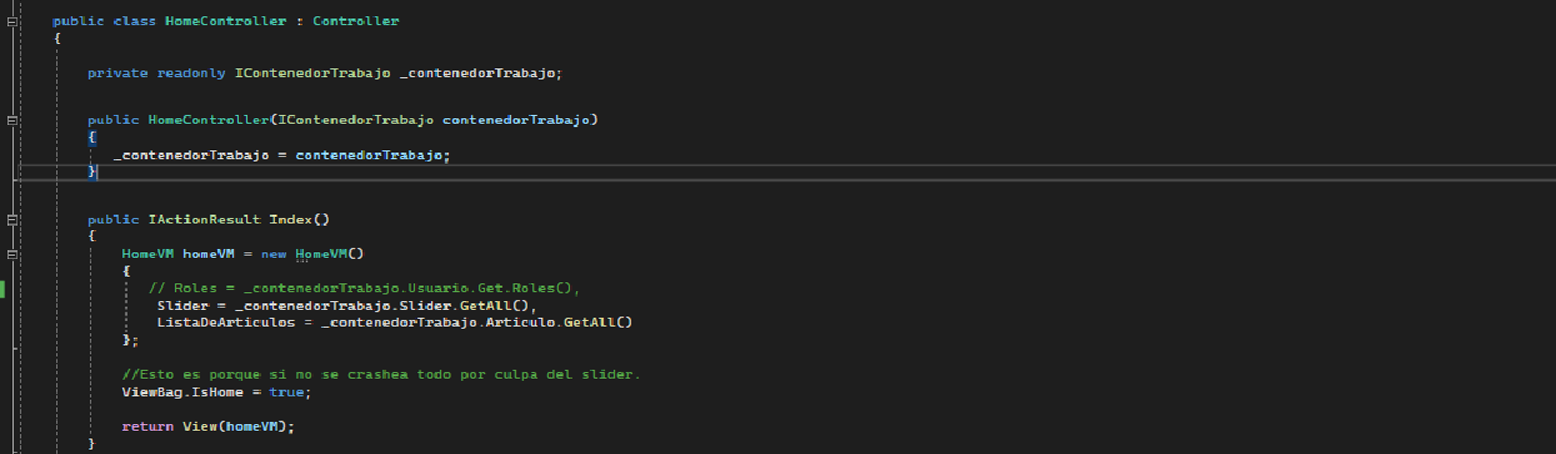 public class HomeController : Controller
{
private readonly IContenedorTrabajo _contenedorTrabajo;
public HomeController(IContenedorTrabajo contenedorTrabajo)
{
_contenedorTrabajo = contenedorTrabajo;
}
public IActionResult Index()
{
HomeVM homeVM = new HomeVM()
{
// Roles = _contenedorTrabajo.Usuario.Get.Roles(),
Slider = _contenedorTrabajo.Slider.GetAll(),
ListaDeArticulos = _contenedorTrabajo.Articulo.GetAll()
};
//Esto es porque si no se crashea todo por culpa del slider.
ViewBag.IsHome = true;
return View(homeVM);
}